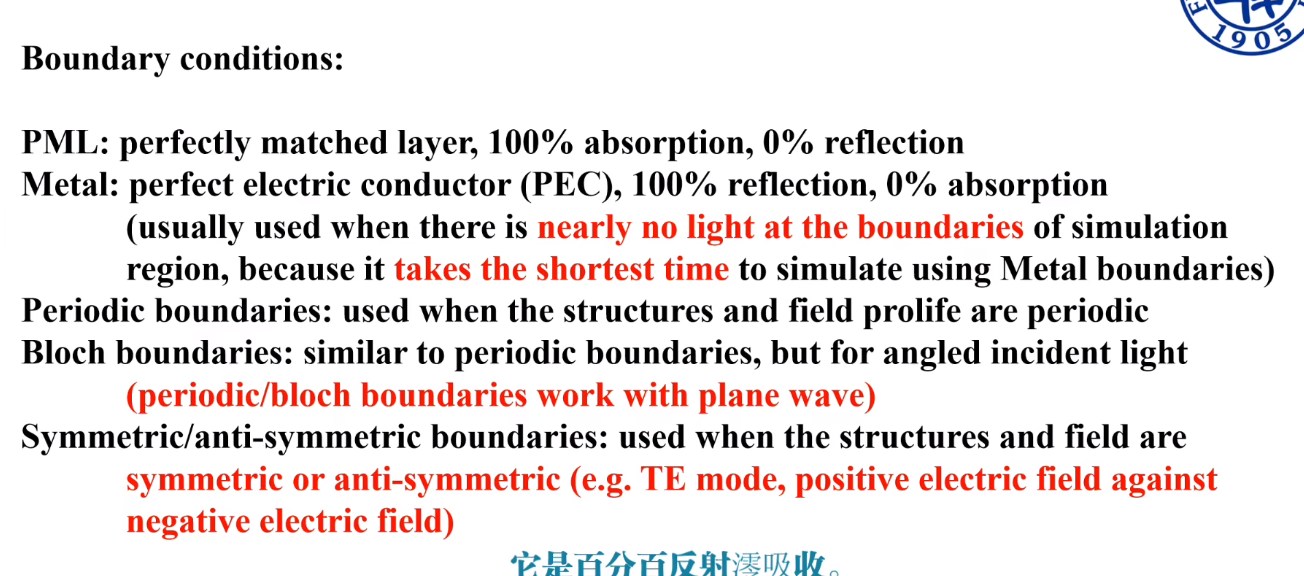 1905
Boundary conditions:
PML: perfectly matched layer, 100% absorption, 0% reflection
Metal: perfect electric conductor (PEC), 100% reflection, 0% absorption
(usually used when there is nearly no light at the boundaries of simulation
region, because it takes the shortest time to simulate using Metal boundaries)
Periodic boundaries: used when the structures and field prolife are periodic
Bloch boundaries: similar to periodic boundaries, but for angled incident light
(periodic/bloch boundaries work with plane wave)
Symmetric/anti-symmetric boundaries: used when the structures and field are
symmetric or anti-symmetric (e.g. TE mode, positive electric field against
negative electric field)
它是百分百反射澪吸收。